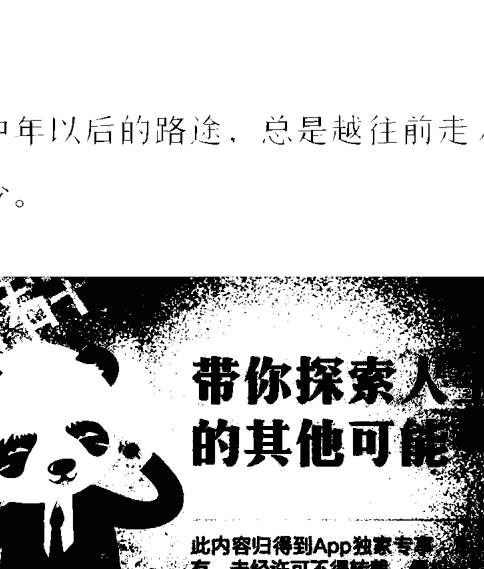 年以后的路途，总是越往前走
。
带你探索人
的其他可能
此内容归得到App独家专享
有，未经许可不得转载